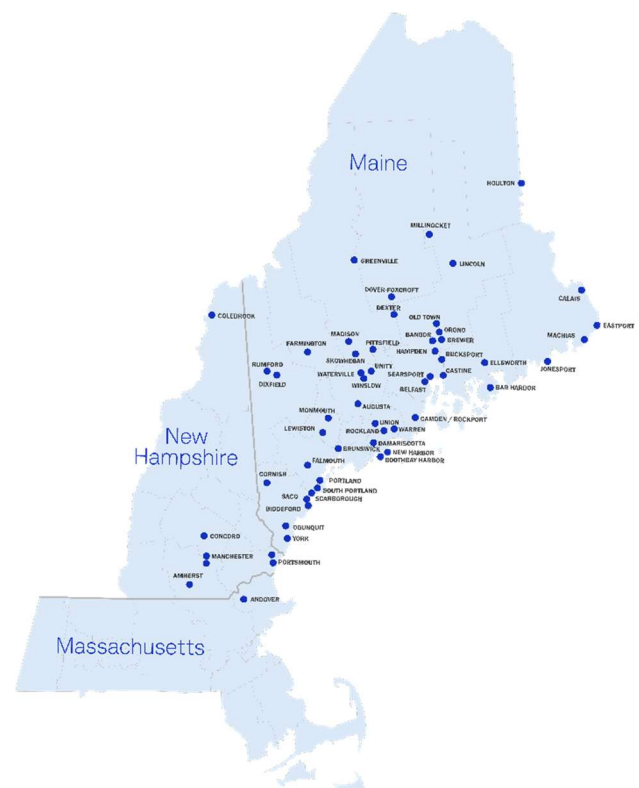 Maine
HOULTON
MILLINOCKET
GREENVILLE
LINCOLN
DOVER-FOXCROFT
CALAIS
DEXTER
COLEBROOK
OLD TOWN
EASTPORT
ORONO
MADISON
BANGOR
BREWER
MACHIAS
FARMINGTON
PITTSFIELD
HAMPDEN
SKOWHEGAN
BUCKSPORT
RUMFORD
UNITY
ELLSWORTH
JONESPORT
WATERVILLE
SEARSPORT
CASTINE
DIXFIELD
WINSLOW
BELFAST
BAR HARBOR
AUGUSTA
MONMOUTH
CAMDEN / ROCKPORT
UNION
LEWISTON
ROCKLAND
WARREN
New
Hampshire
DAMARISCOTTA
BRUNSWICK
NEW HARBOR
BOOTHBAY HARBOR
FALMOUTH
CORNISH
PORTLAND
SOUTH PORTLAND
SACO
SCARBOROUGH
BIDDEFORD
OGUNQUIT
CONCORD
YORK
MANCHESTER
PORTSMOUTH
AMHERST
ANDOVER
Massachusetts